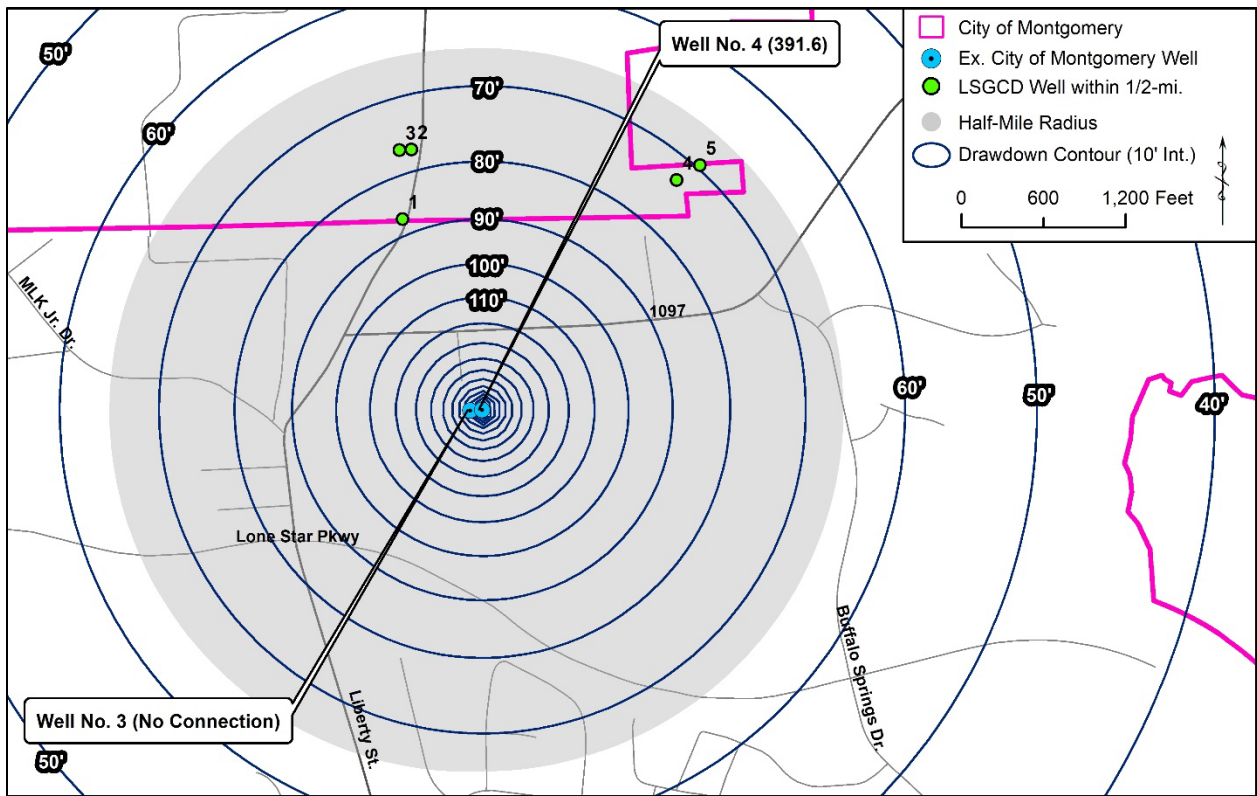 50'
Well No. 4 (391.6)
City of Montgomery
Ex. City of Montgomery Well
LSGCD Well within 1/2-mi.
Half-Mile Radius
Drawdown Contour (10' Int.)
0 600 1,200 Feet
70'
60'
32
80'
5
4
1
90'
100'
110'
1097
MLK Jr. Dr.
60'
50'
40'
Lone Star Pkwy
Buffalo Springs Dr.
Well No. 3 (No Connection)
Liberty St.
50'